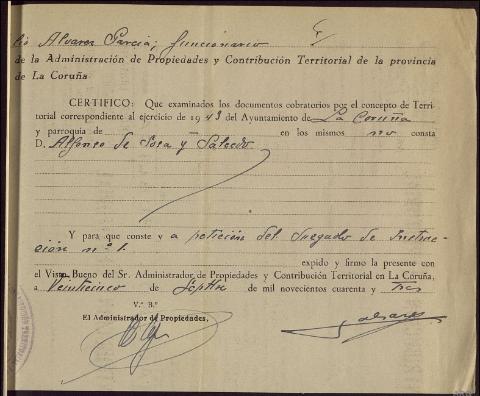 lio Alvarez Garcia, funcionario
de la Administración de Propiedades y Contribución Territorial de la provincia
de La Coruña
CERTIFICO: Que examinados los documentos cobratorios por el concepto de Terri-
torial correspondiente al ejercicio de 1943 del Ayuntamiento de La Coruña
y parroquia de en los mismos no consta
D. Alfonso de y Salcedo
Y para que conste y a petición del Juzgado de Instruc-
ción nº 1. expido y firmo la presente con
el Visto Bueno del Sr. Administrador de Propiedades y Contribución Territorial en La Coruña,
a Veinticinco de Septbre de mil novecientos cuarenta y tres
V.º B.º
El Administrador de Propiedades,